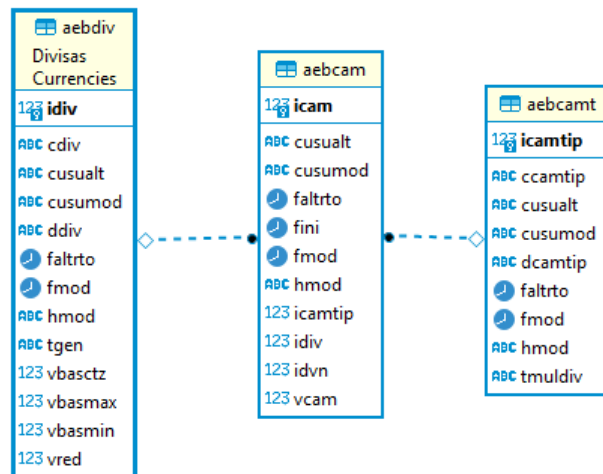 aebdiv
Divisas
Currencies
123 idiv
ABC cdiv
ABC cusualt
ABC cusumod
ABC ddiv
faltrto
fmod
ABC hmod
ABC tgen
123 vbasctz
123 vbasmax
123 vbasmin
123 vred
aebcam
123 icam
ABC cusualt
ABC cusumod
faltrto
fini
fmod
ABC hmod
123 icamtip
123 idiv
123 idvn
123 vcam
aebcamt
123 icamtip
ABC ccamtip
ABC cusualt
ABC cusumod
ABC dcamtip
faltrto
fmod
ABC hmod
ABC tmuldiv